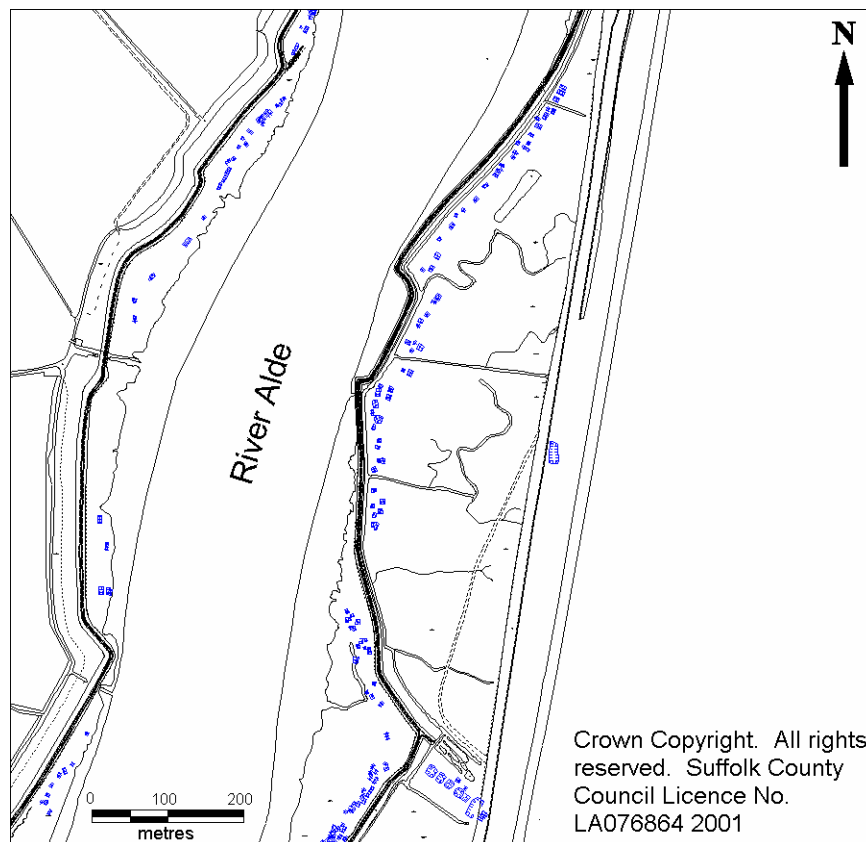 N
River Alde
Crown Copyright. All rights
reserved. Suffolk County
Council Licence No.
LA076864 2001
0 100 200
metres